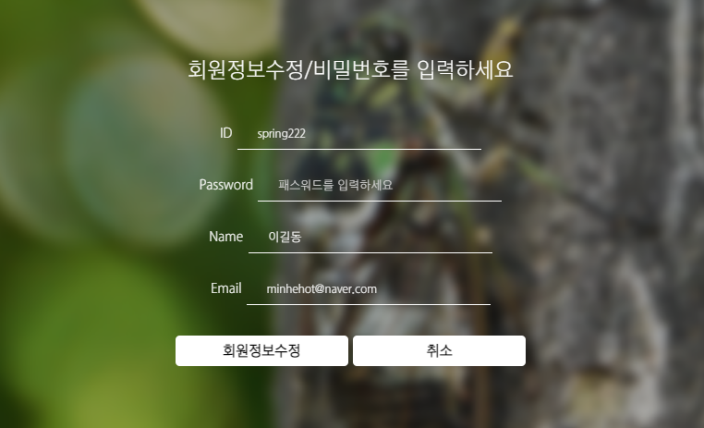 회원정보수정/비밀번호를 입력하세요
ID spring222
Password 패스워드를 입력하세요
Name 이길동
Email minhehot@naver.com
회원정보수정 취소